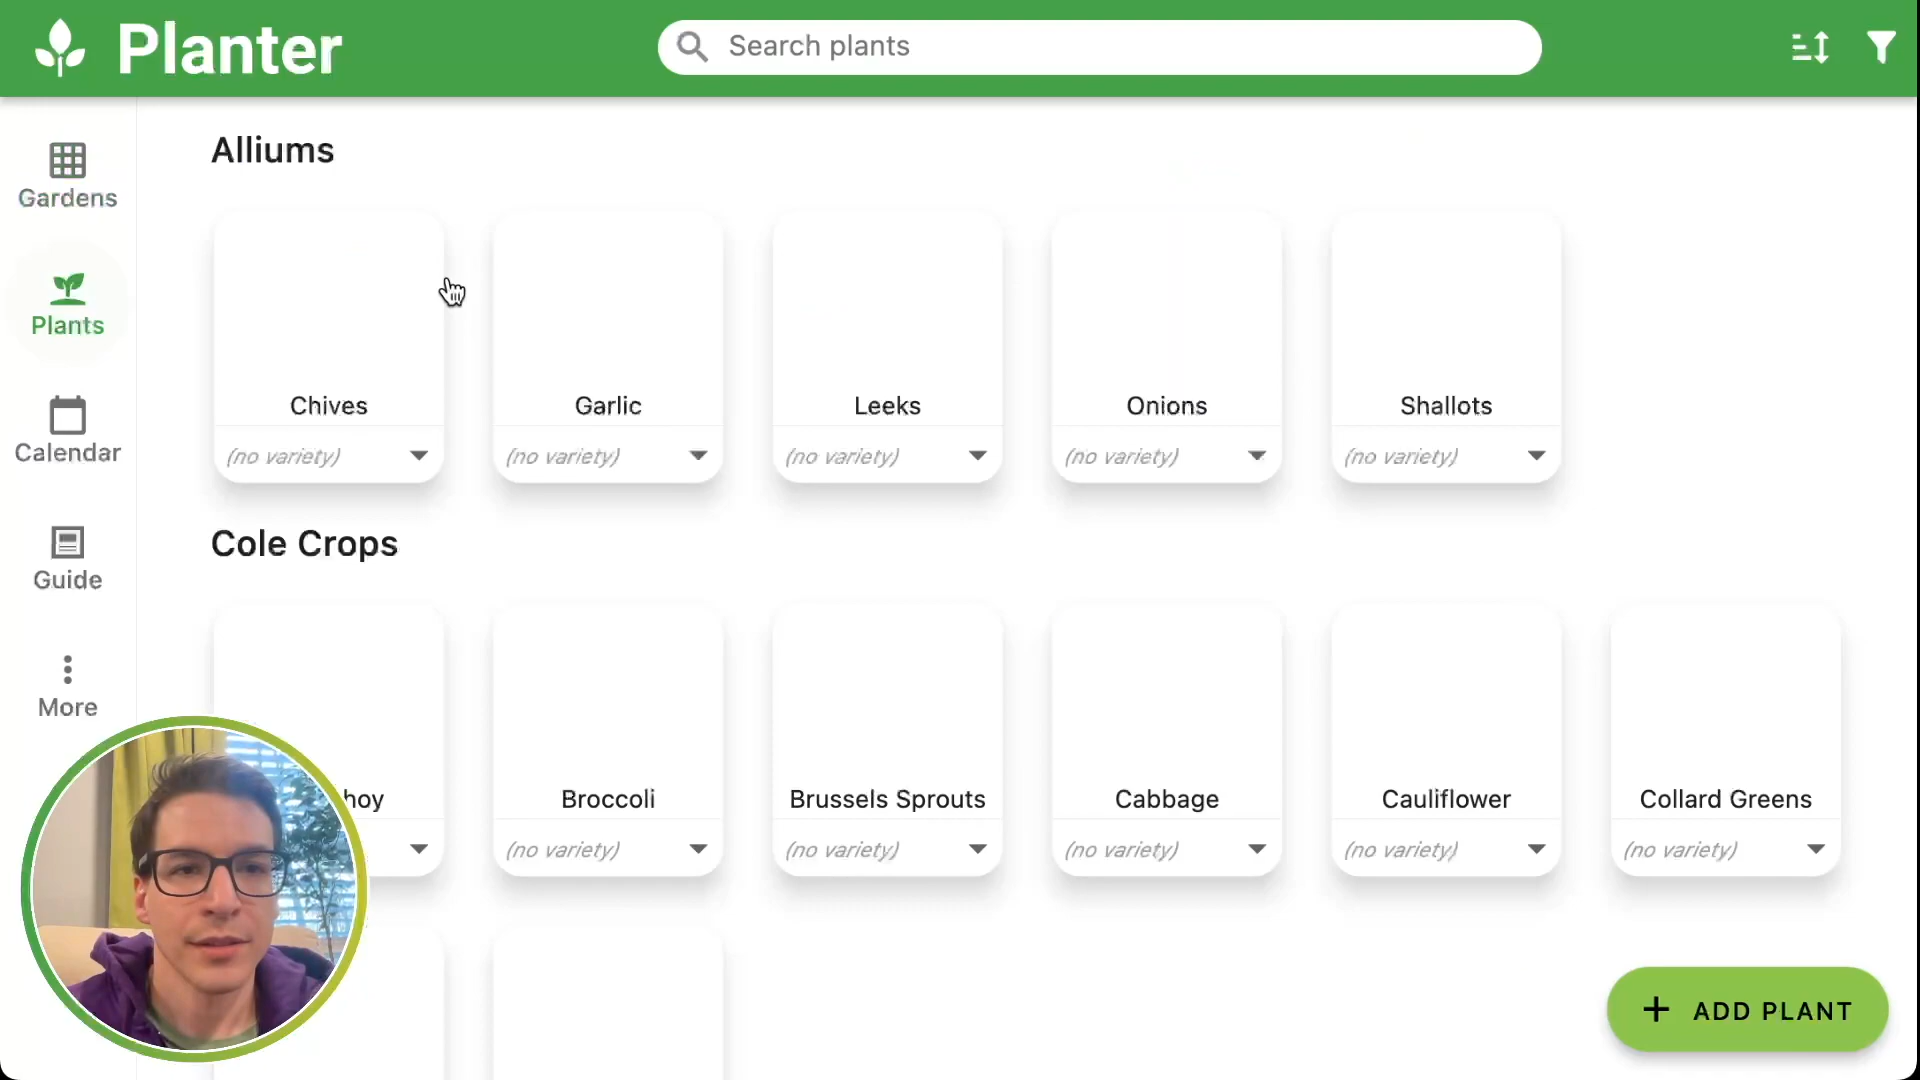 Planter
Search plants
Gardens
Plants
Calendar
Guide
More
Alliums
Chives
Garlic
Leeks
Onions
Shallots
(no variety)
(no variety)
(no variety)
(no variety)
(no variety)
Cole Crops
hoy
Broccoli
Brussels Sprouts
Cabbage
Cauliflower
Collard Greens
(no variety)
(no variety)
(no variety)
(no variety)
(no variety)
+ ADD PLANT